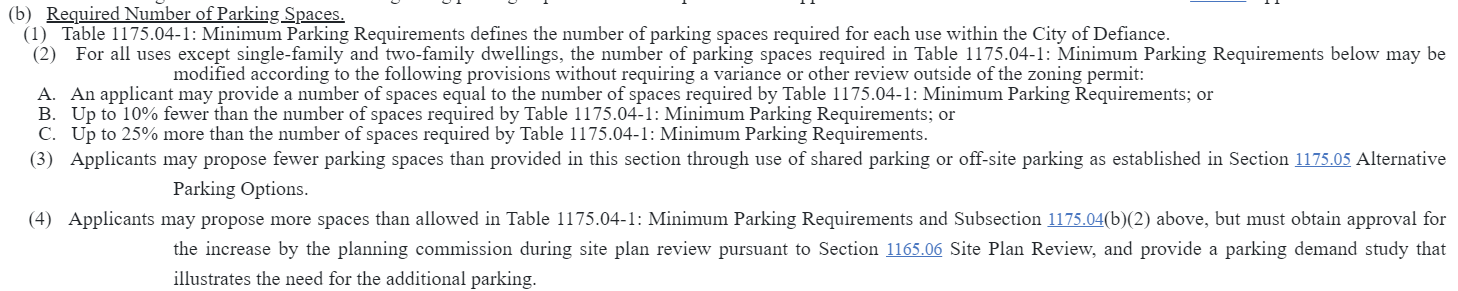 (b) Required Number of Parking Spaces.
(1) Table 1175.04-1: Minimum Parking Requirements defines the number of parking spaces required for each use within the City of Defiance.
(2) For all uses except single-family and two-family dwellings, the number of parking spaces required in Table 1175.04-1: Minimum Parking Requirements below may be
modified according to the following provisions without requiring a variance or other review outside of the zoning permit:
A. An applicant may provide a number of spaces equal to the number of spaces required by Table 1175.04-1: Minimum Parking Requirements; or
B. Up to 10% fewer than the number of spaces required by Table 1175.04-1: Minimum Parking Requirements; or
C. Up to 25% more than the number of spaces required by Table 1175.04-1: Minimum Parking Requirements.
(3) Applicants may propose fewer parking spaces than provided in this section through use of shared parking or off-site parking as established in Section 1175.05 Alternative
Parking Options.
(4) Applicants may propose more spaces than allowed in Table 1175.04-1: Minimum Parking Requirements and Subsection 1175.04(b)(2) above, but must obtain approval for
the increase by the planning commission during site plan review pursuant to Section 1165.06 Site Plan Review, and provide a parking demand study that
illustrates the need for the additional parking.